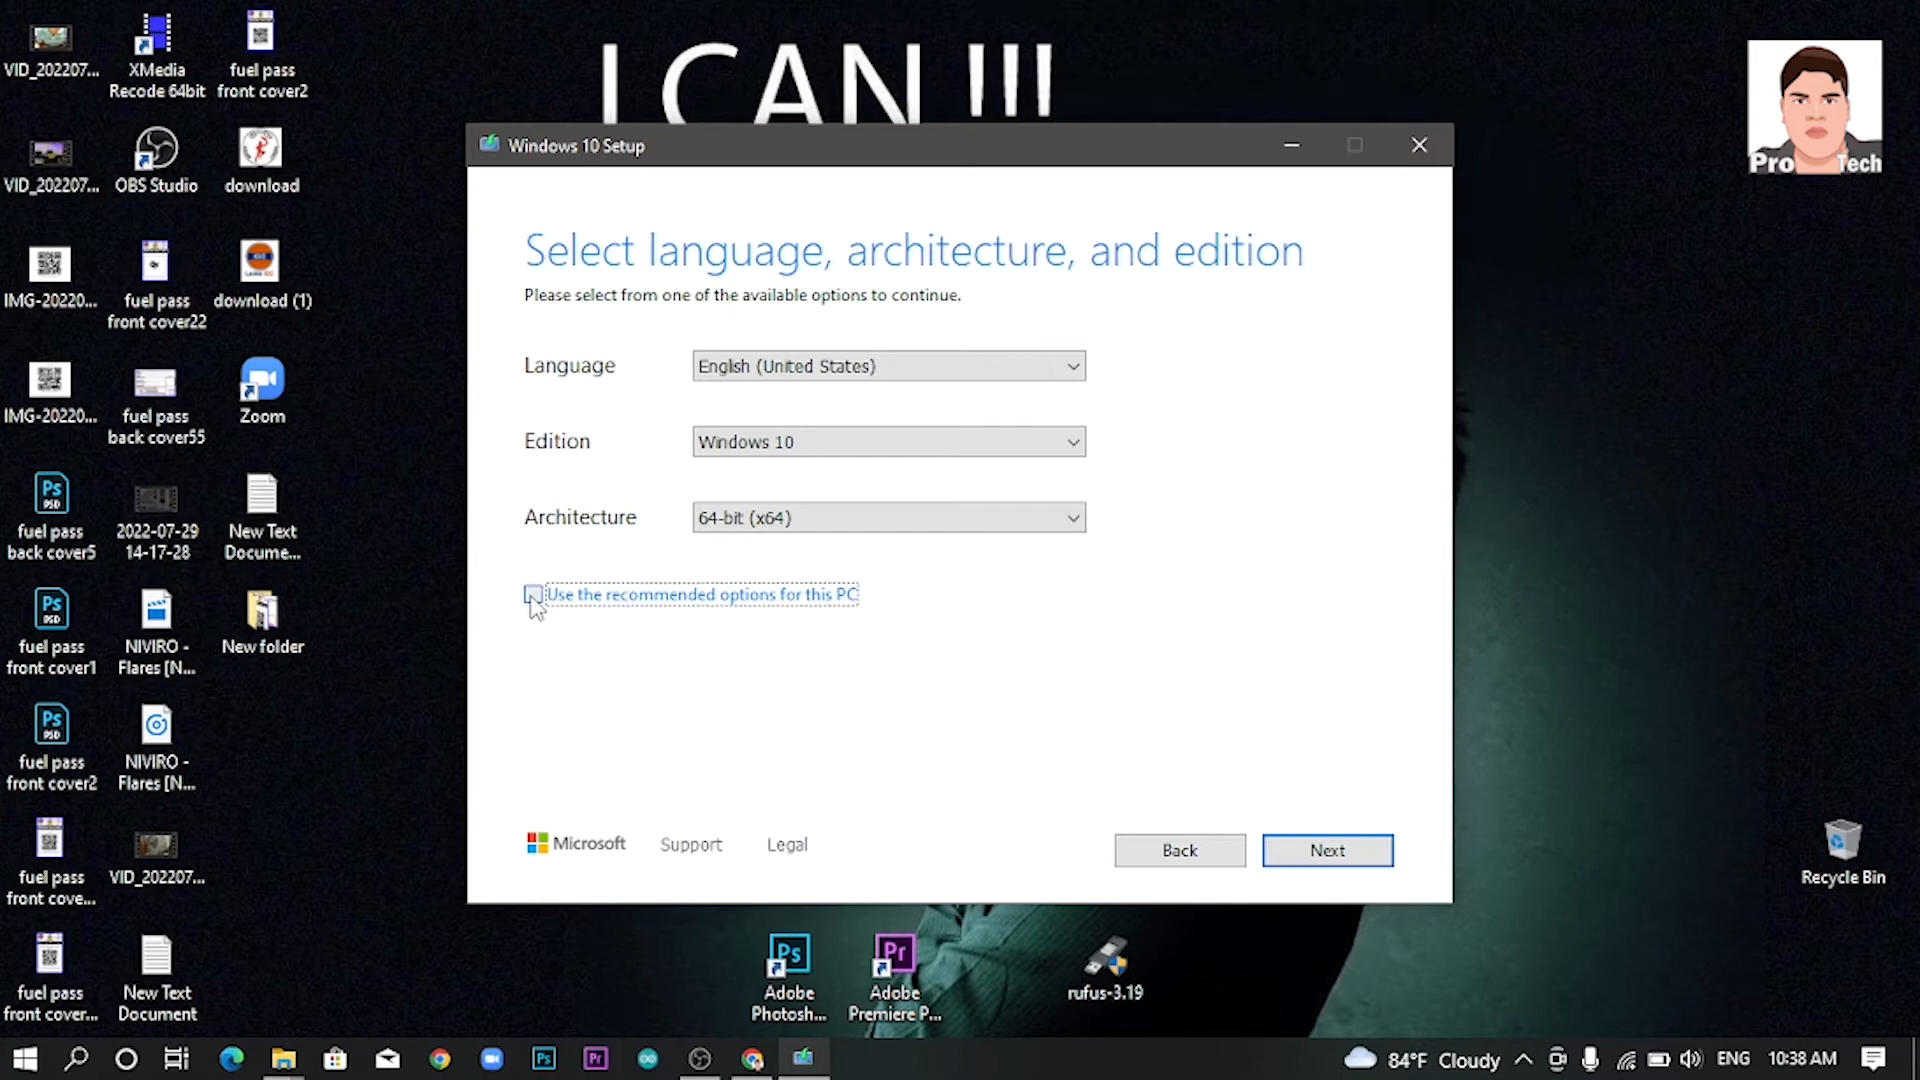 I CAN !!!
Pro Tech
VID_202207...
XMedia
Recode 64bit
fuel pass
front cover2
VID_202207...
OBS Studio
download
IMG-20220...
fuel pass
front cover22
download (1)
IMG-20220...
fuel pass
back cover55
Zoom
fuel pass
back cover5
2022-07-29
14-17-28
New Text
Docume...
fuel pass
front cover1
NIVIRO -
Flares [N...
New folder
fuel pass
front cover2
NIVIRO -
Flares [N...
fuel pass
front cove...
VID_202207...
fuel pass
front cover...
New Text
Document
Windows 10 Setup
Select language, architecture, and edition
Please select from one of the available options to continue.
Language
English (United States)
Edition
Windows 10
Architecture
64-bit (x64)
Use the recommended options for this PC
Microsoft
Support
Legal
Back
Next
Recycle Bin
Ps
Adobe
Photosh...
Pr
Adobe
Premiere P...
rufus-3.19
84°F Cloudy
ENG
10:38 AM